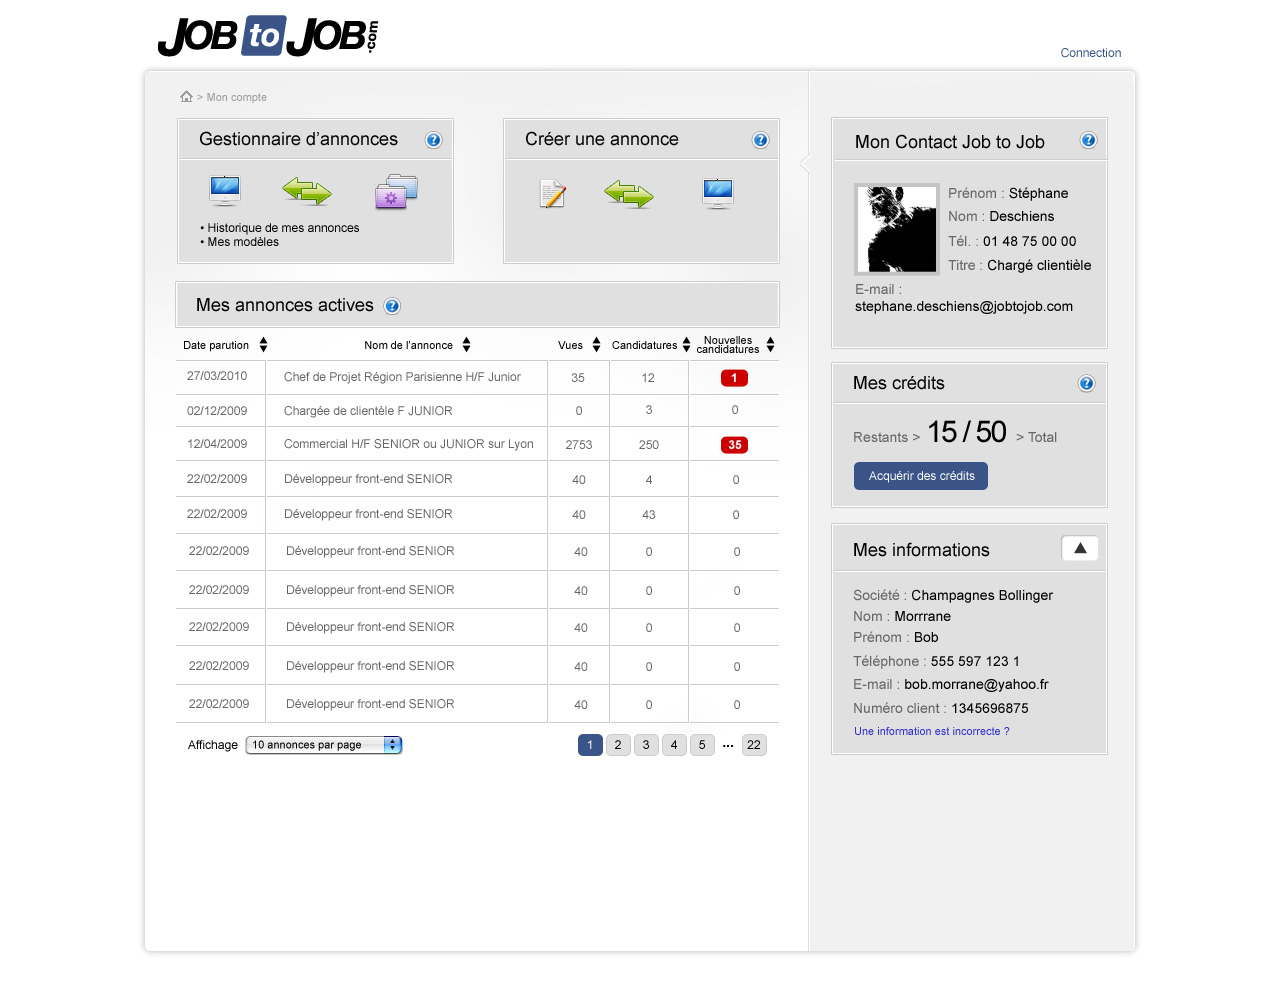 JOB to JOB .com
Connection
> Mon compte
Gestionnaire d'annonces
• Historique de mes annonces
• Mes modèles
Créer une annonce
Mes annonces actives
Date parution Nom de l'annonce Vues Candidatures Nouvelles candidatures
27/03/2010 Chef de Projet Région Parisienne H/F Junior 35 12 1
02/12/2009 Chargée de clientèle F JUNIOR 0 3 0
12/04/2009 Commercial H/F SENIOR ou JUNIOR sur Lyon 2753 250 35
22/02/2009 Développeur front-end SENIOR 40 4 0
22/02/2009 Développeur front-end SENIOR 40 43 0
22/02/2009 Développeur front-end SENIOR 40 0 0
22/02/2009 Développeur front-end SENIOR 40 0 0
22/02/2009 Développeur front-end SENIOR 40 0 0
22/02/2009 Développeur front-end SENIOR 40 0 0
22/02/2009 Développeur front-end SENIOR 40 0 0
Affichage 10 annonces par page 1 2 3 4 5 ... 22
Mon Contact Job to Job
Prénom : Stéphane
Nom : Deschiens
Tél. : 01 48 75 00 00
Titre : Chargé clientièle
E-mail :
stephane.deschiens@jobtojob.com
Mes crédits
Restants > 15 / 50 > Total
Acquérir des crédits
Mes informations
Société : Champagnes Bollinger
Nom : Morrrane
Prénom : Bob
Téléphone : 555 597 123 1
E-mail : bob.morrane@yahoo.fr
Numéro client : 1345696875
Une information est incorrecte ?